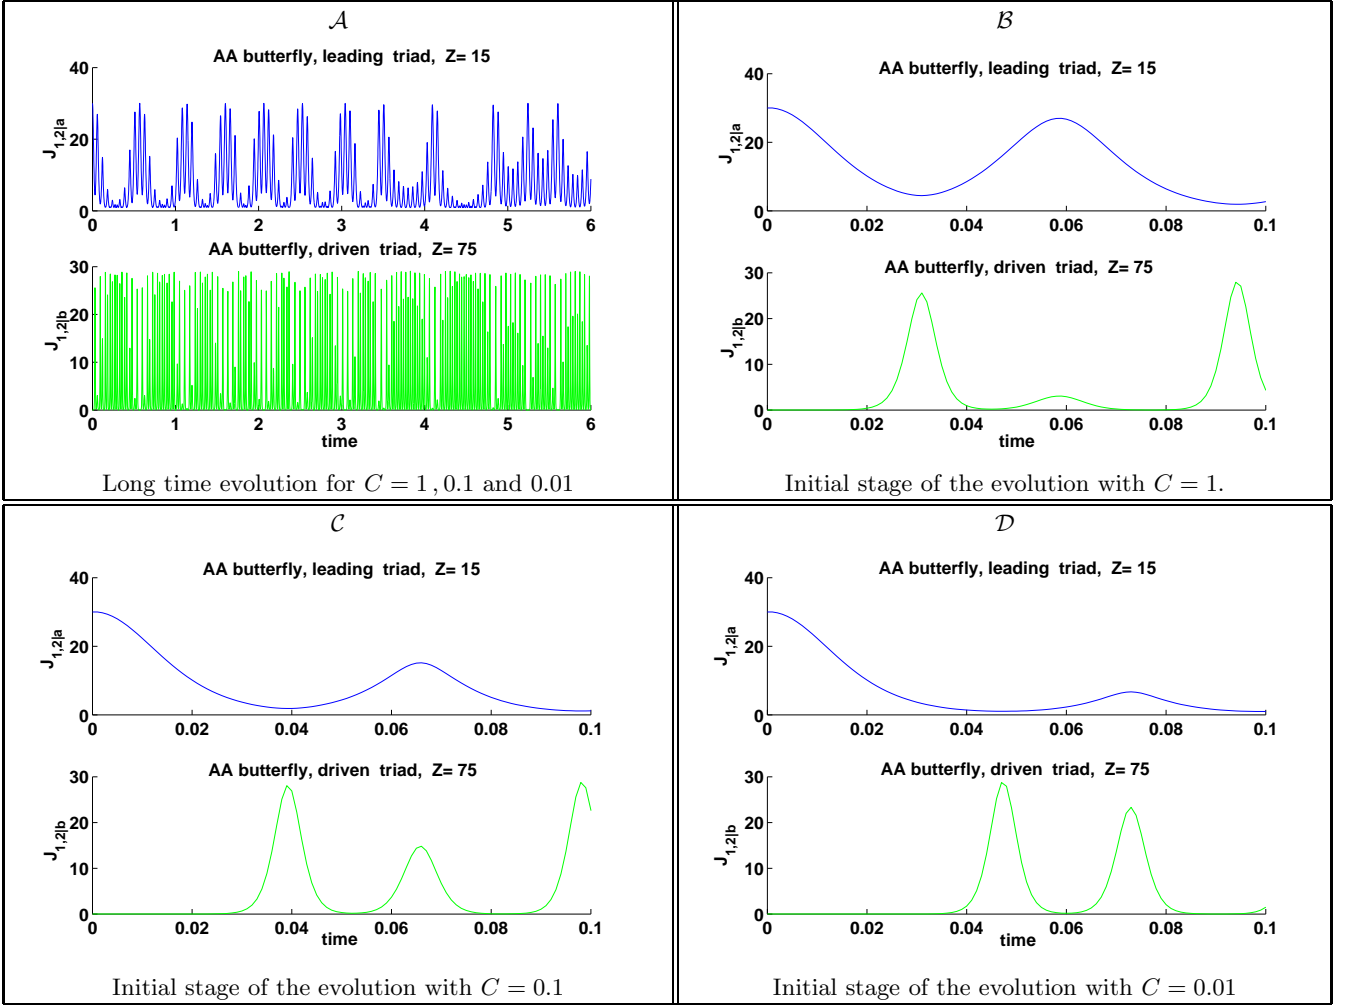 𝒜
AA butterfly, leading triad, Z= 15
J1,2|a
40
20
0
0 1 2 3 4 5 6
AA butterfly, driven triad, Z= 75
J1,2|b
30
20
10
0
0 1 2 3 4 5 6
time
Long time evolution for C = 1 , 0.1 and 0.01
ℬ
AA butterfly, leading triad, Z= 15
J1,2|a
40
20
0
0 0.02 0.04 0.06 0.08 0.1
AA butterfly, driven triad, Z= 75
J1,2|b
30
20
10
0
0 0.02 0.04 0.06 0.08 0.1
time
Initial stage of the evolution with C = 1.
𝒞
AA butterfly, leading triad, Z= 15
J1,2|a
40
20
0
0 0.02 0.04 0.06 0.08 0.1
AA butterfly, driven triad, Z= 75
J1,2|b
30
20
10
0
0 0.02 0.04 0.06 0.08 0.1
time
Initial stage of the evolution with C = 0.1
𝒟
AA butterfly, leading triad, Z= 15
J1,2|a
40
20
0
0 0.02 0.04 0.06 0.08 0.1
AA butterfly, driven triad, Z= 75
J1,2|b
30
20
10
0
0 0.02 0.04 0.06 0.08 0.1
time
Initial stage of the evolution with C = 0.01